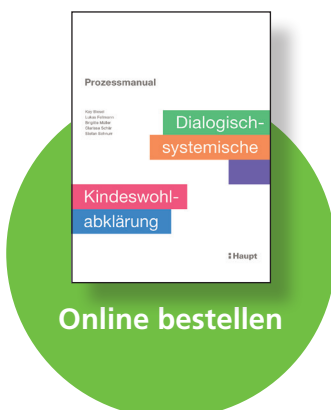 Prozessmanual
Kay Biesel
Lukas Fellmann
Brigitte Müller
Clarissa Schär
Stefan Schnurr
Dialogisch-
systemische
Kindeswohl-
abklärung
Haupt
Online bestellen